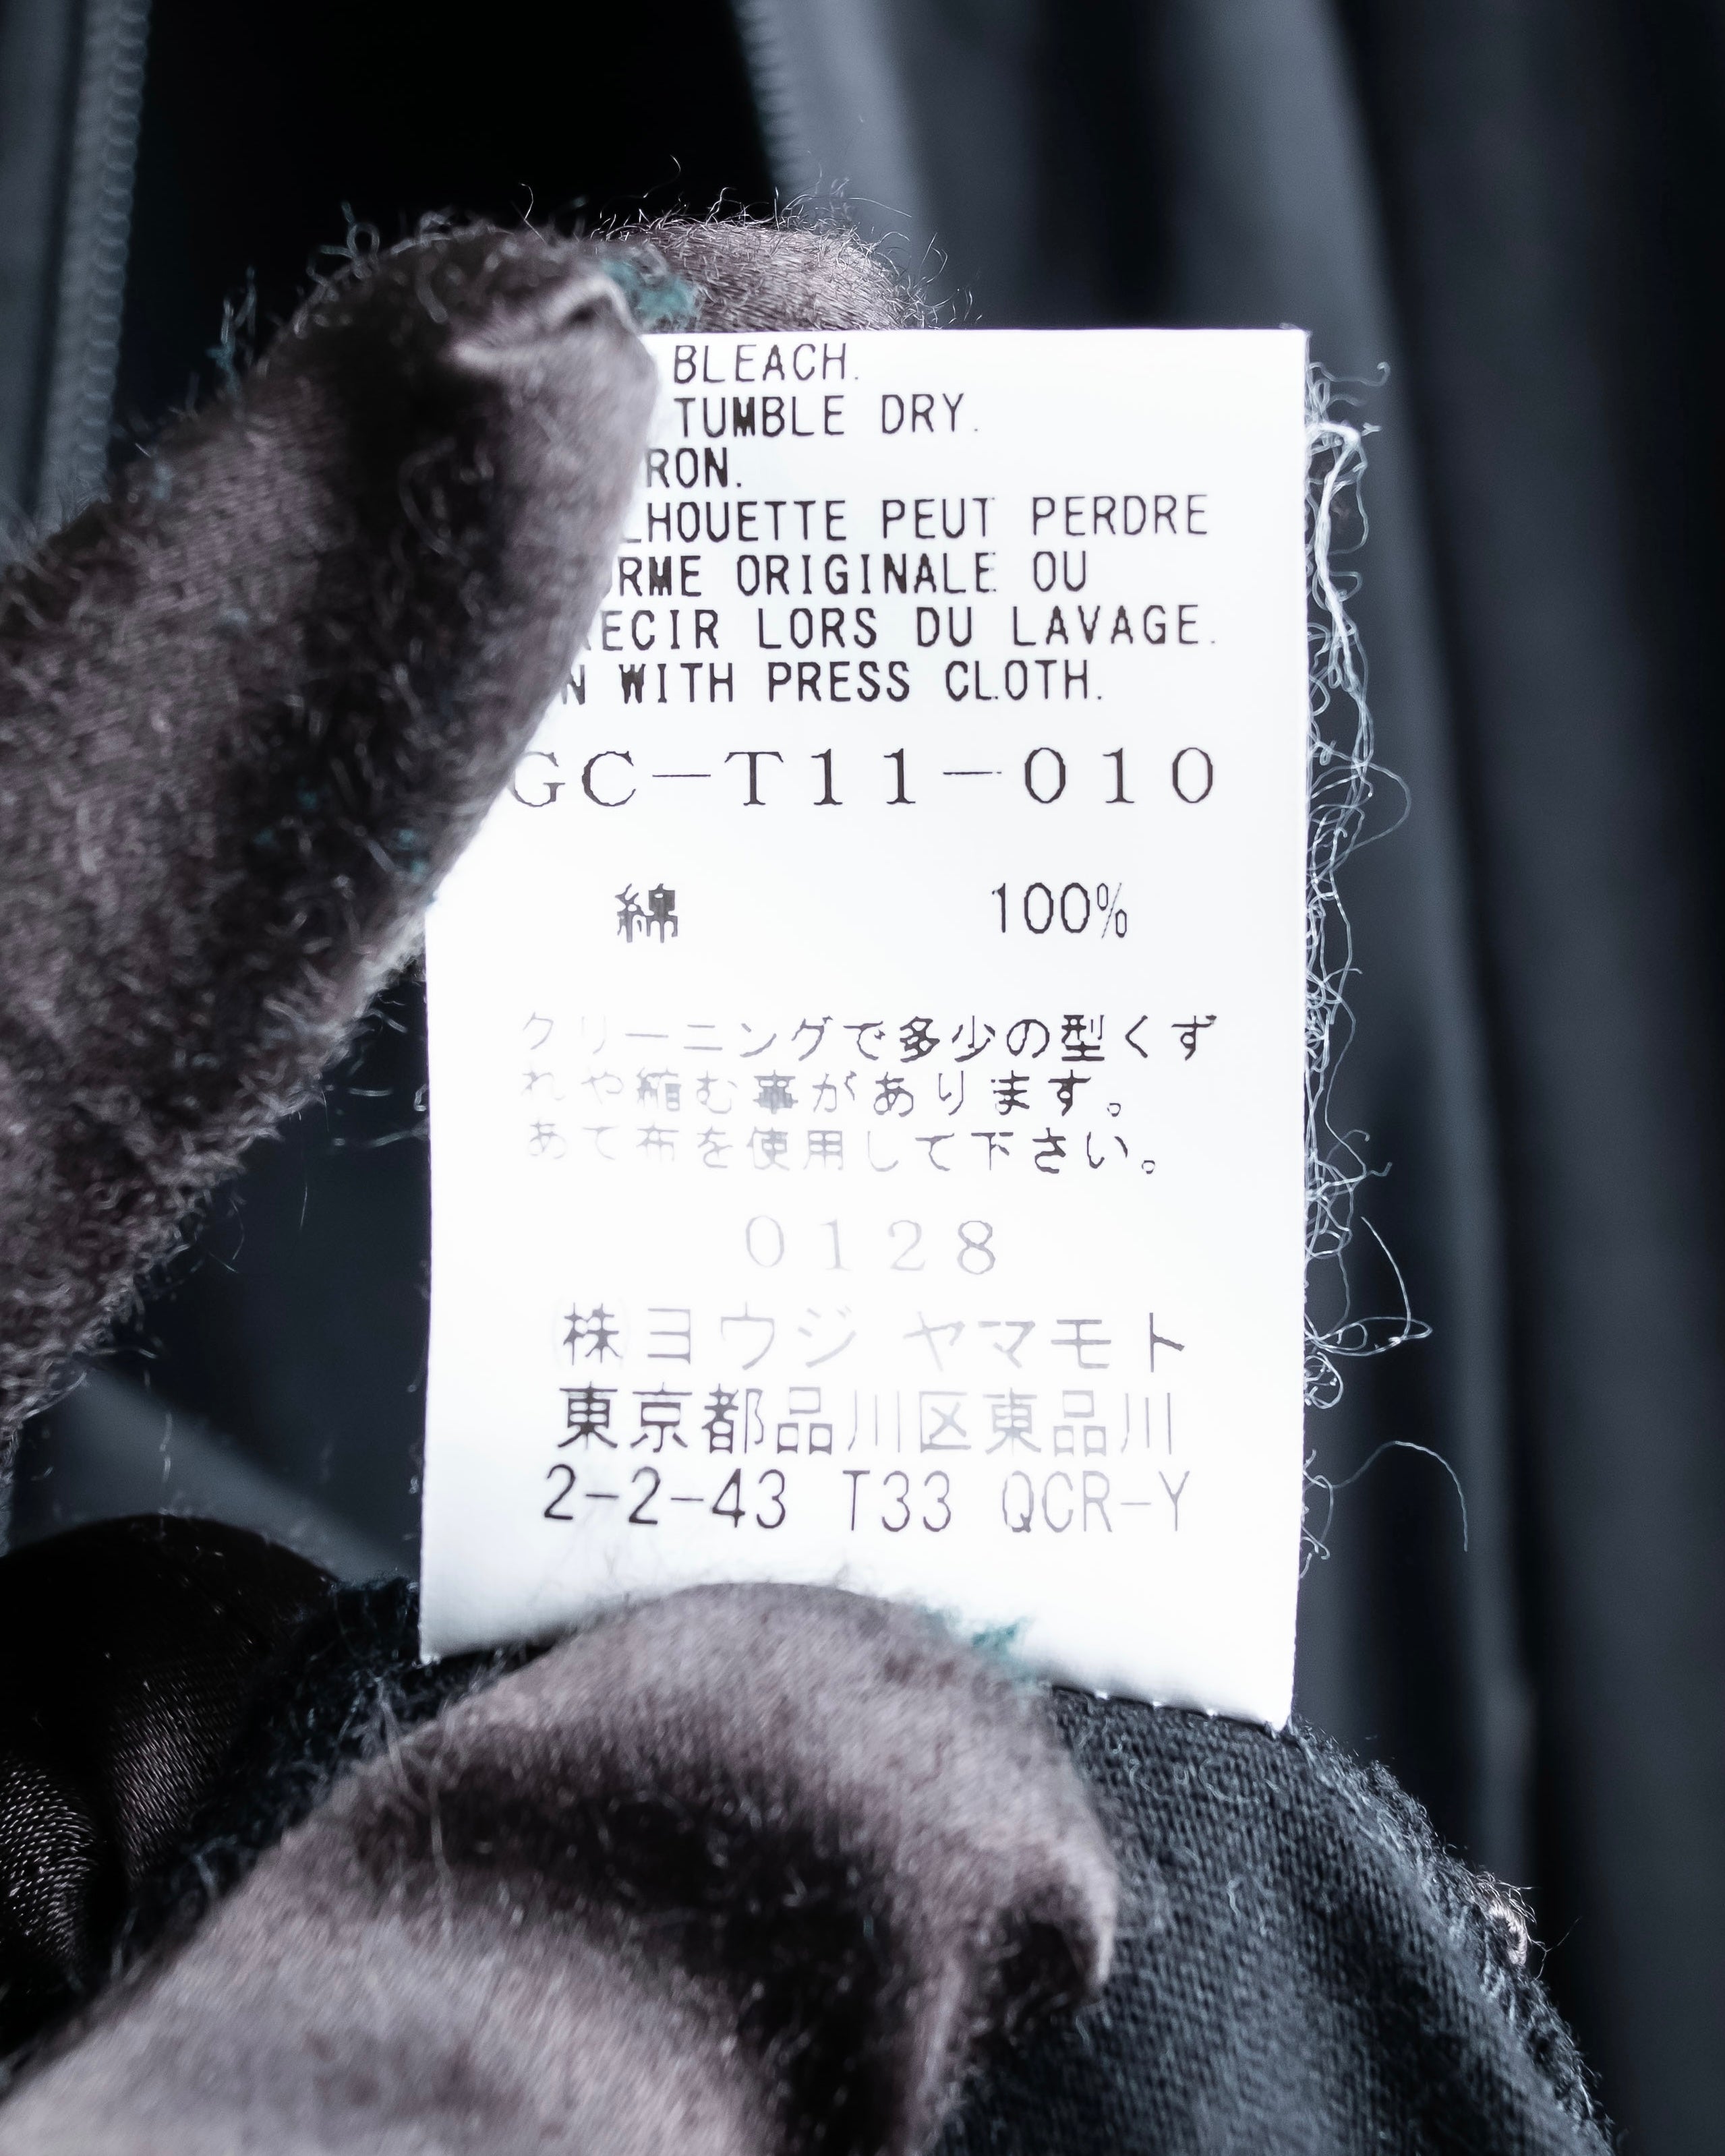 BLEACH.
TUMBLE DRY.
RON.
LHOUETTE PEUT PERDRE
RME ORIGINALE OU
RECIR LORS DU LAVAGE.
N WITH PRESS CLOTH.
GC-T11-010
綿 100%
クリーニングで多少の型くず
れや縮む事があります。
あて布を使用して下さい。
0128
㈱ヨウジ ヤマモト
東京都品川区東品川
2-2-43 T33 QCR-Y